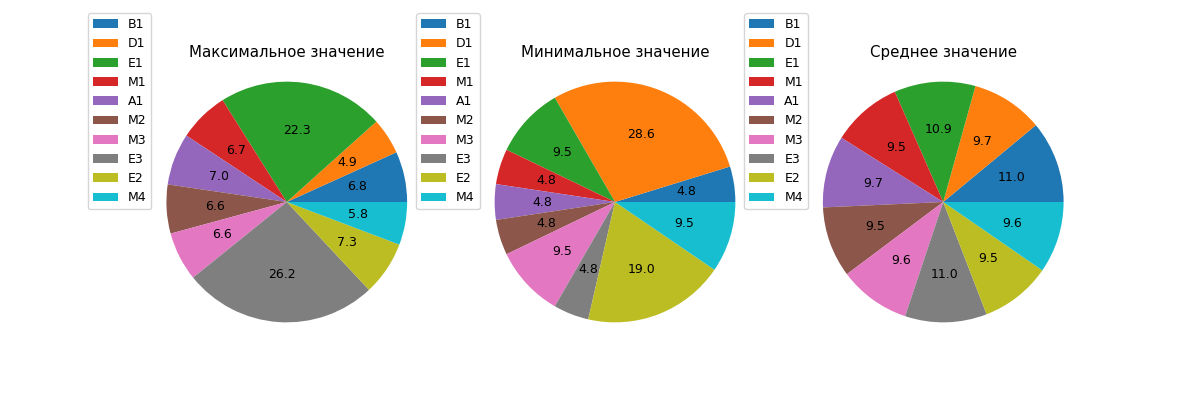 B1
D1
E1
M1
A1
M2
M3
E3
E2
M4
Максимальное значение
6.8
4.9
22.3
6.7
7.0
6.6
6.6
26.2
7.3
5.8
B1
D1
E1
M1
A1
M2
M3
E3
E2
M4
Минимальное значение
4.8
28.6
9.5
4.8
4.8
4.8
9.5
4.8
19.0
9.5
B1
D1
E1
M1
A1
M2
M3
E3
E2
M4
Среднее значение
11.0
9.7
10.9
9.5
9.7
9.5
9.6
11.0
9.5
9.6